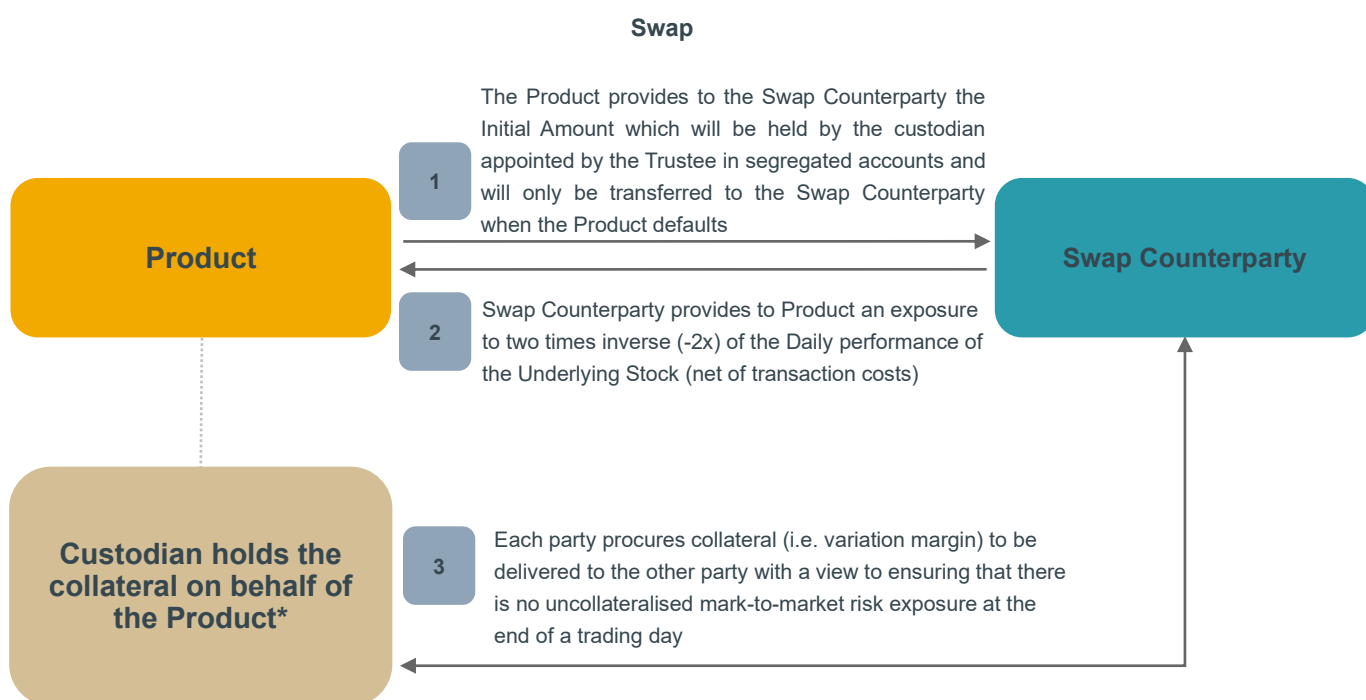 Swap
The Product provides to the Swap Counterparty the
Initial Amount which will be held by the custodian
appointed by the Trustee in segregated accounts and
will only be transferred to the Swap Counterparty
when the Product defaults
1
Product
Swap Counterparty
2
Swap Counterparty provides to Product an exposure
to two times inverse (-2x) of the Daily performance of
the Underlying Stock (net of transaction costs)
Custodian holds the
collateral on behalf of
the Product*
3
Each party procures collateral (i.e. variation margin) to be
delivered to the other party with a view to ensuring that there
is no uncollateralised mark-to-market risk exposure at the
end of a trading day